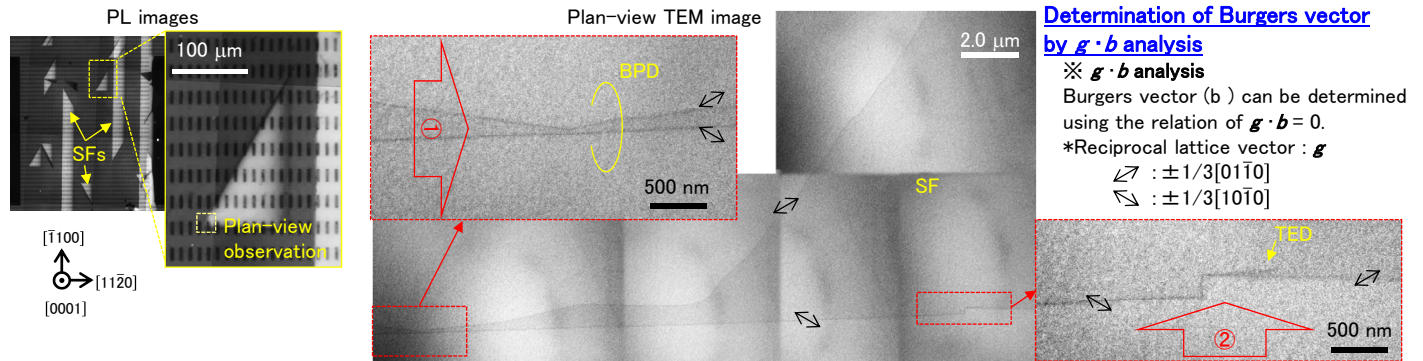 PL images
100 μm
SFs
Plan-view
observation
[1̄100]
[112̄0]
[0001]
Plan-view TEM image
①
BPD
500 nm
2.0 μm
SF
Determination of Burgers vector
by g・b analysis
※ g・b analysis
Burgers vector (b ) can be determined
using the relation of g・b = 0.
*Reciprocal lattice vector : g
: ±1/3[011̄0]
: ±1/3[101̄0]
TED
②
500 nm